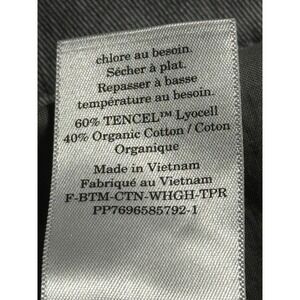 chlore au besoin.
Sécher à plat.
Repasser à basse
température au besoin.
60% TENCEL™ Lyocell
40% Organic Cotton / Coton
Organique
Made in Vietnam
Fabriqué au Vietnam
F-BTM-CTN-WHGH-TPR
PP7696585792-1